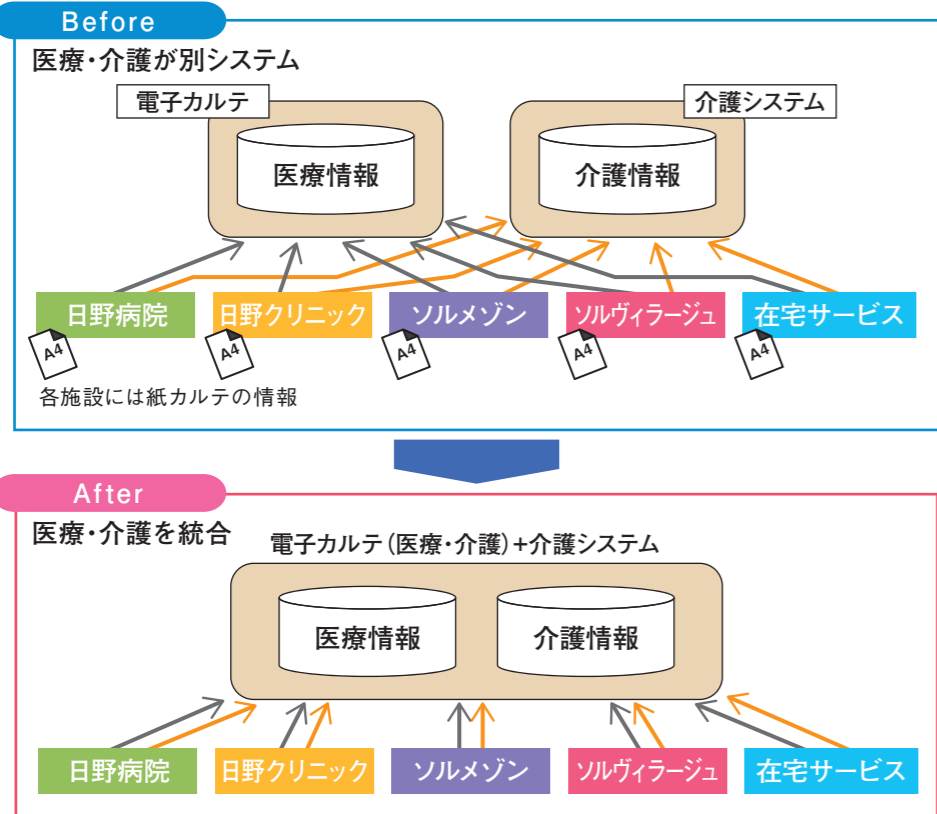 Before
医療・介護が別システム
電子カルテ
介護システム
医療情報
介護情報
日野病院
日野クリニック
ソルメゾン
ソルヴィラージュ
在宅サービス
A4
A4
A4
A4
A4
各施設には紙カルテの情報
After
医療・介護を統合
電子カルテ（医療・介護）+介護システム
医療情報
介護情報
日野病院
日野クリニック
ソルメゾン
ソルヴィラージュ
在宅サービス